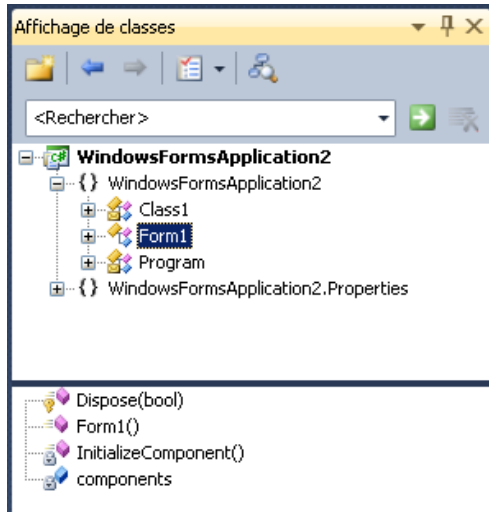 Affichage de classes
<Rechercher>
WindowsFormsApplication2
{} WindowsFormsApplication2
Class1
Form1
Program
{} WindowsFormsApplication2.Properties
Dispose(bool)
Form1()
InitializeComponent()
components